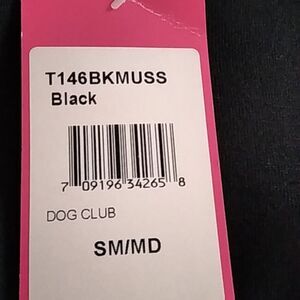 T146BKMUSS
Black
7 09196 34265 8
DOG CLUB
SM/MD